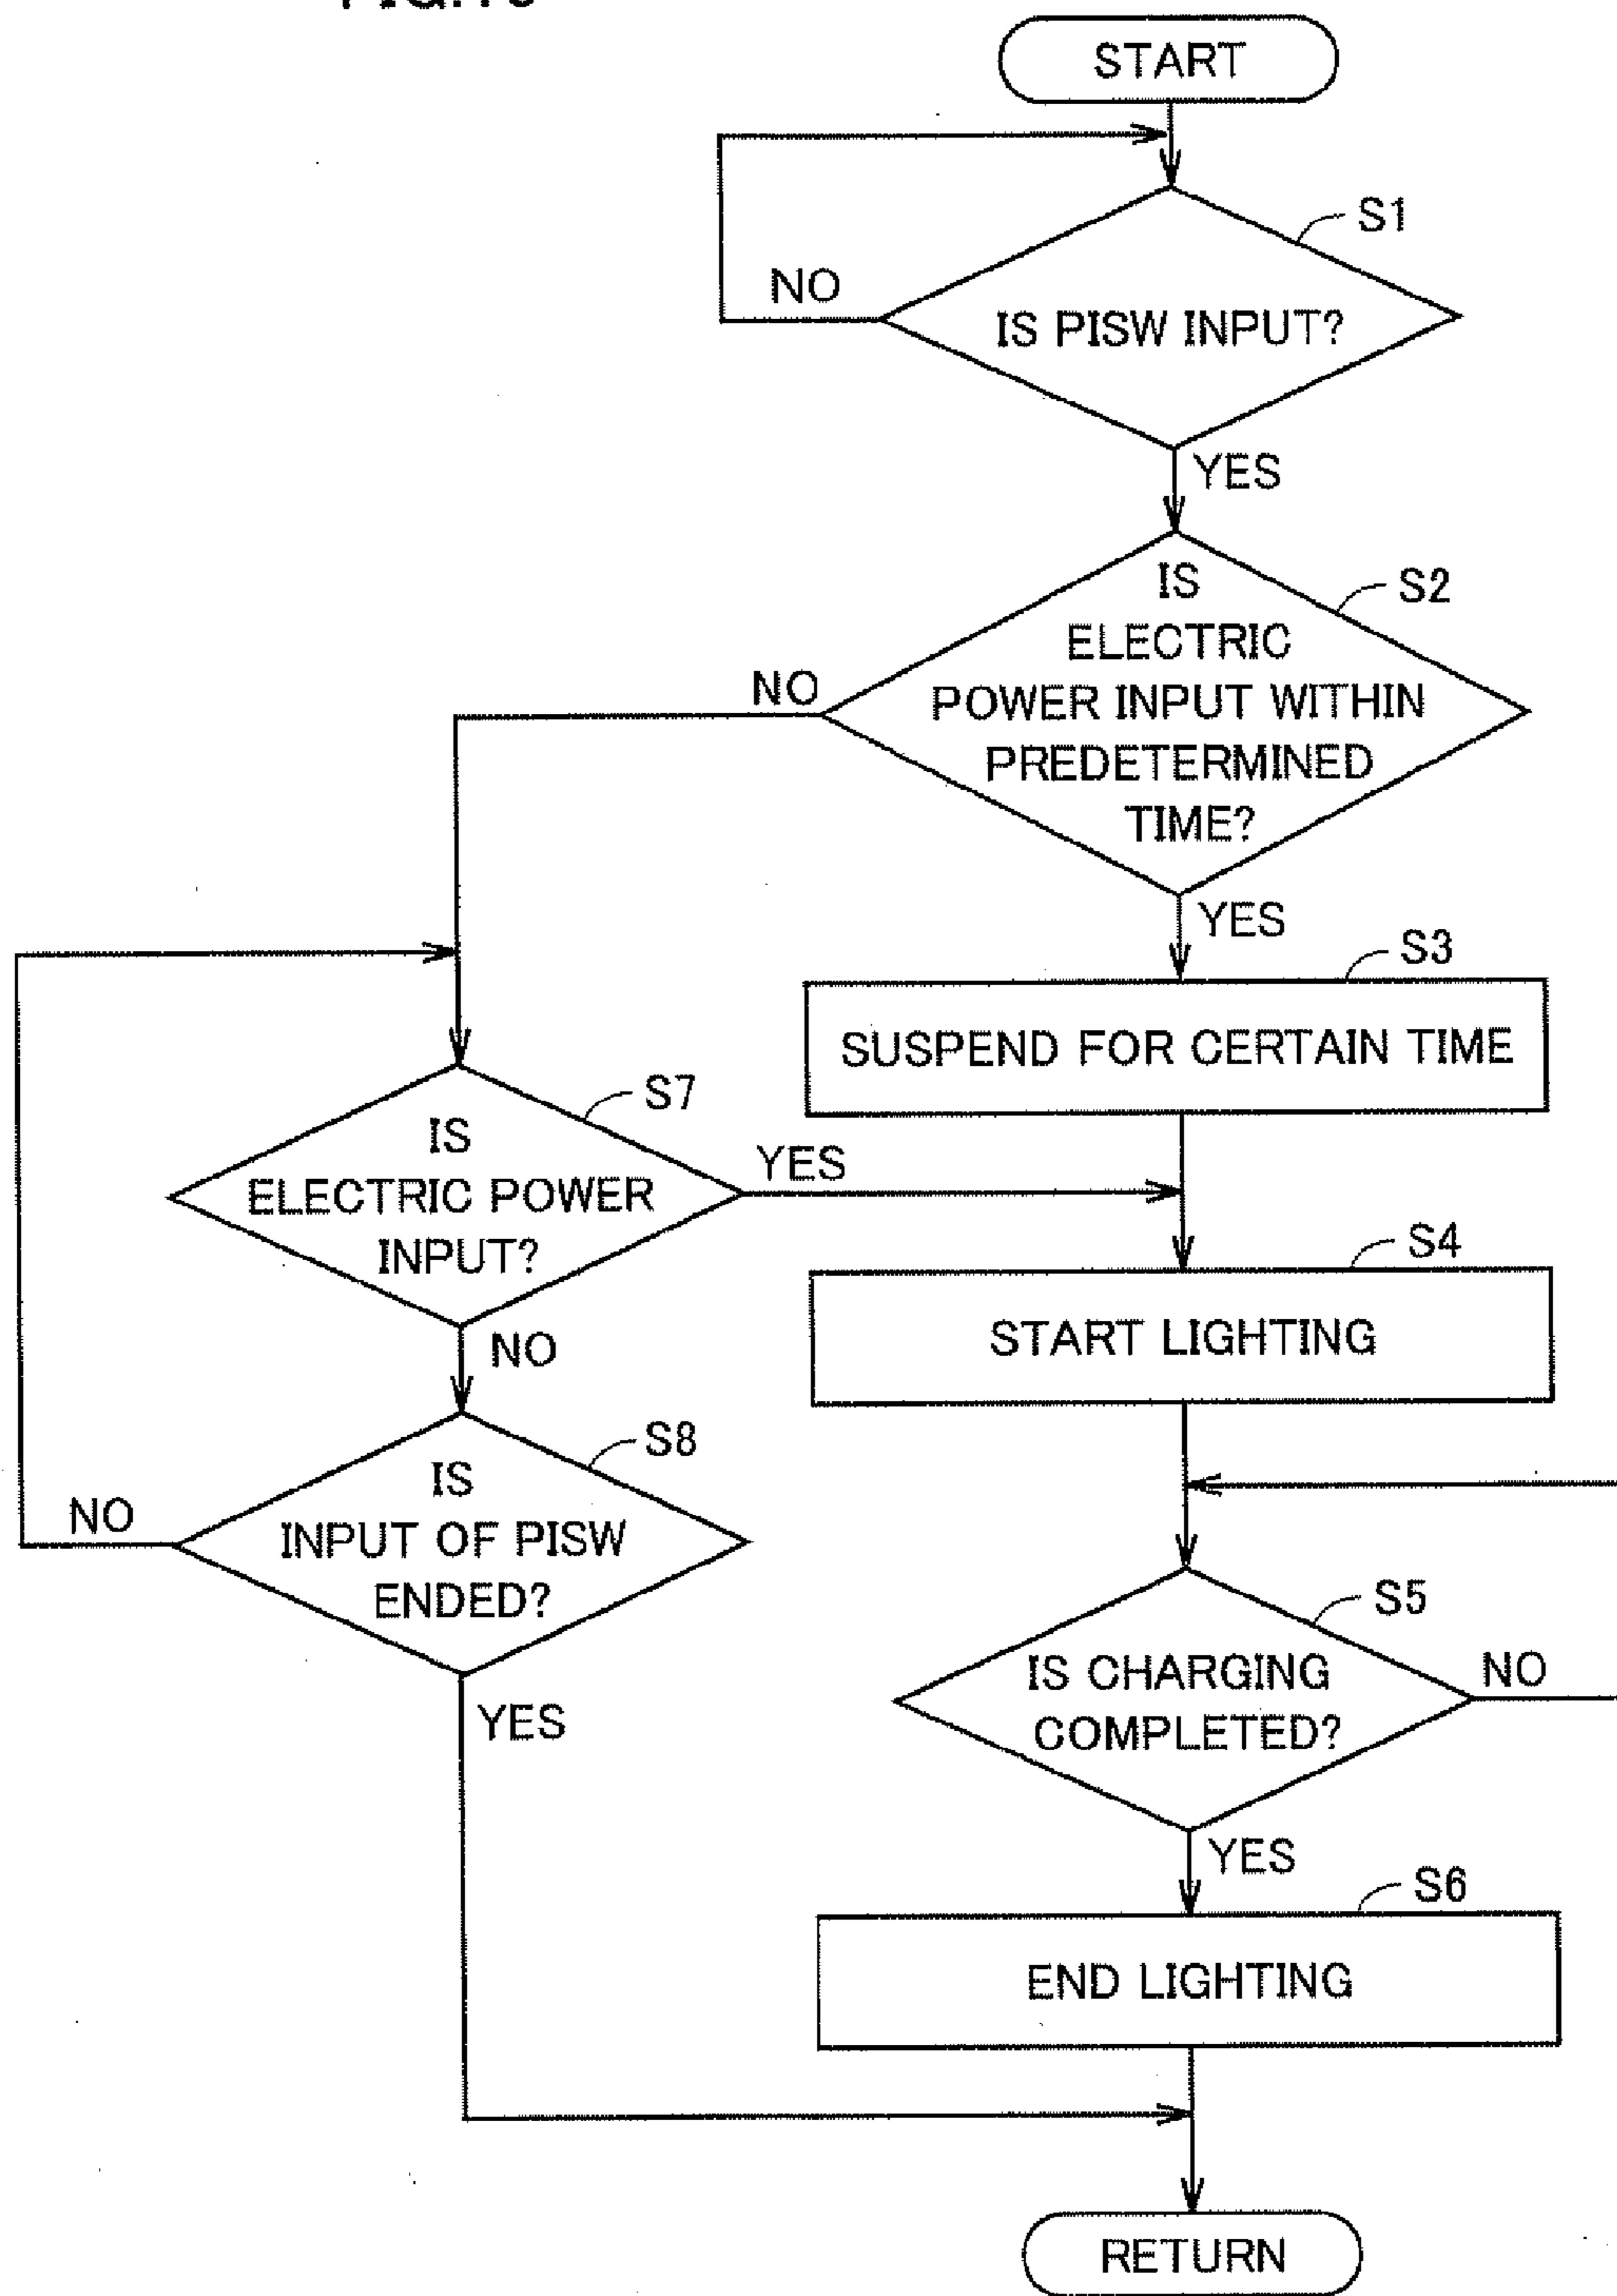 START
S1
NO
IS PISW INPUT?
YES
S2
IS
ELECTRIC
POWER INPUT WITHIN
PREDETERMINED
TIME?
NO
YES
S3
SUSPEND FOR CERTAIN TIME
S7
IS
ELECTRIC POWER
INPUT?
YES
NO
S4
START LIGHTING
S8
IS
INPUT OF PISW
ENDED?
NO
YES
S5
IS CHARGING
COMPLETED?
NO
YES
S6
END LIGHTING
RETURN